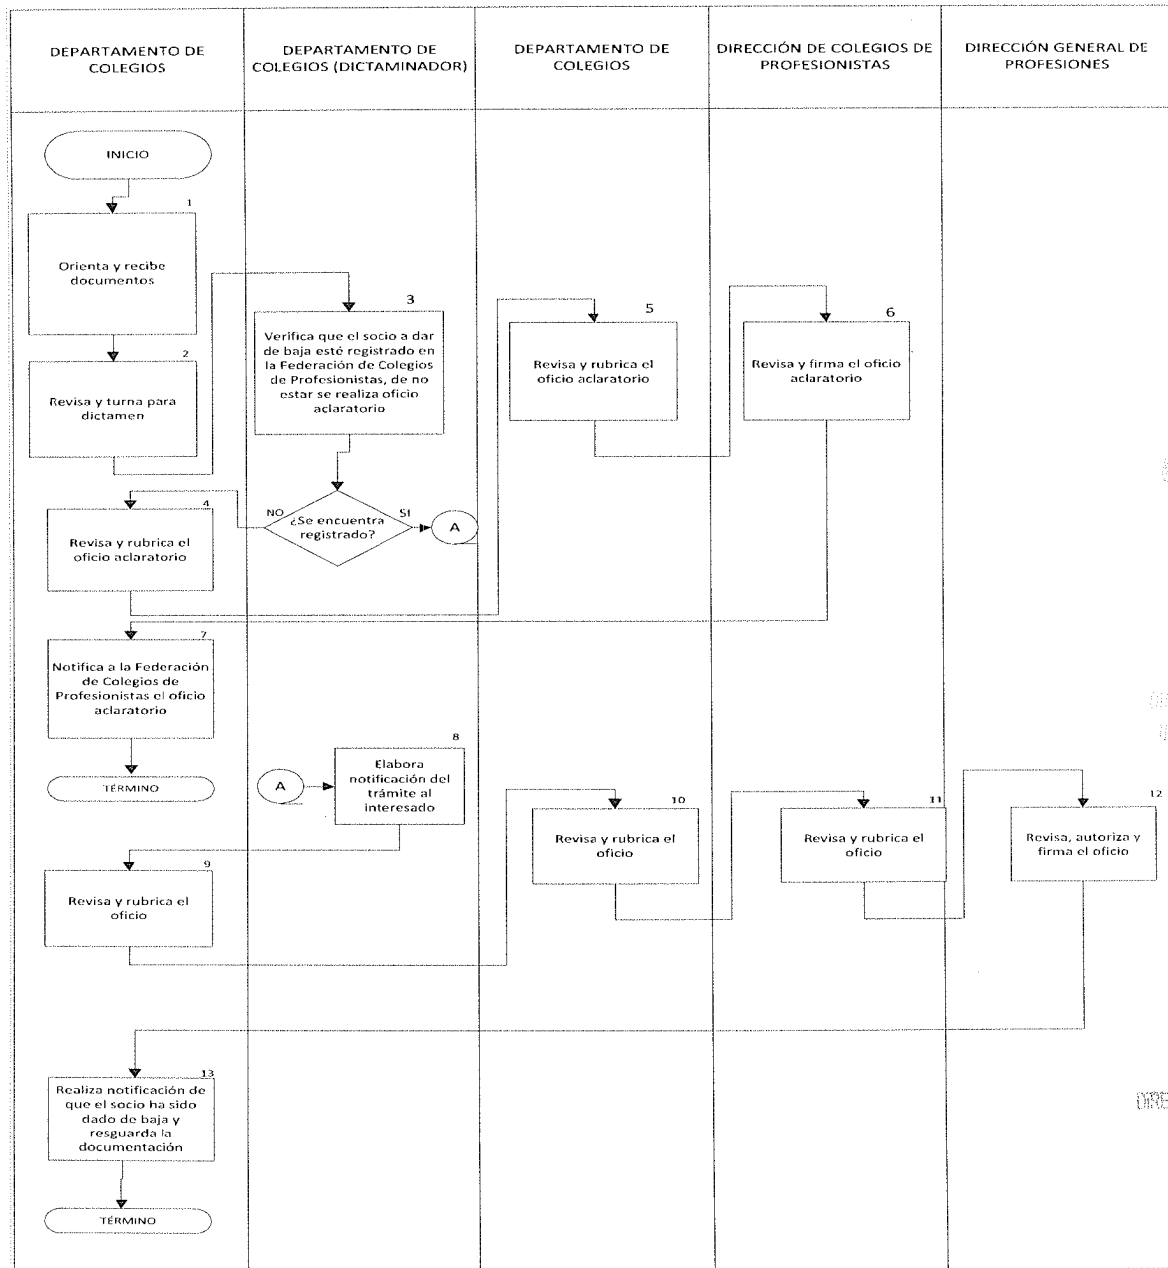 DEPARTAMENTO DE
COLEGIOS
DEPARTAMENTO DE
COLEGIOS (DICTAMINADOR)
DEPARTAMENTO DE
COLEGIOS
DIRECCIÓN DE COLEGIOS DE
PROFESIONISTAS
DIRECCIÓN GENERAL DE
PROFESIONES
INICIO
1
Orienta y recibe
documentos
2
Revisa y turna para
dictamen
3
Verifica que el socio a dar
de baja esté registrado en
la Federación de Colegios
de Profesionistas, de no
estar se realiza oficio
aclaratorio
¿Se encuentra
registrado?
NO
SI
A
4
Revisa y rubrica el
oficio aclaratorio
5
Revisa y rubrica el
oficio aclaratorio
6
Revisa y firma el oficio
aclaratorio
7
Notifica a la Federación
de Colegios de
Profesionistas el oficio
aclaratorio
TÉRMINO
A
8
Elabora
notificación del
trámite al
interesado
9
Revisa y rubrica el
oficio
10
Revisa y rubrica el
oficio
11
Revisa y rubrica el
oficio
12
Revisa, autoriza y
firma el oficio
13
Realiza notificación de
que el socio ha sido
dado de baja y
resguarda la
documentación
TÉRMINO
DIRE